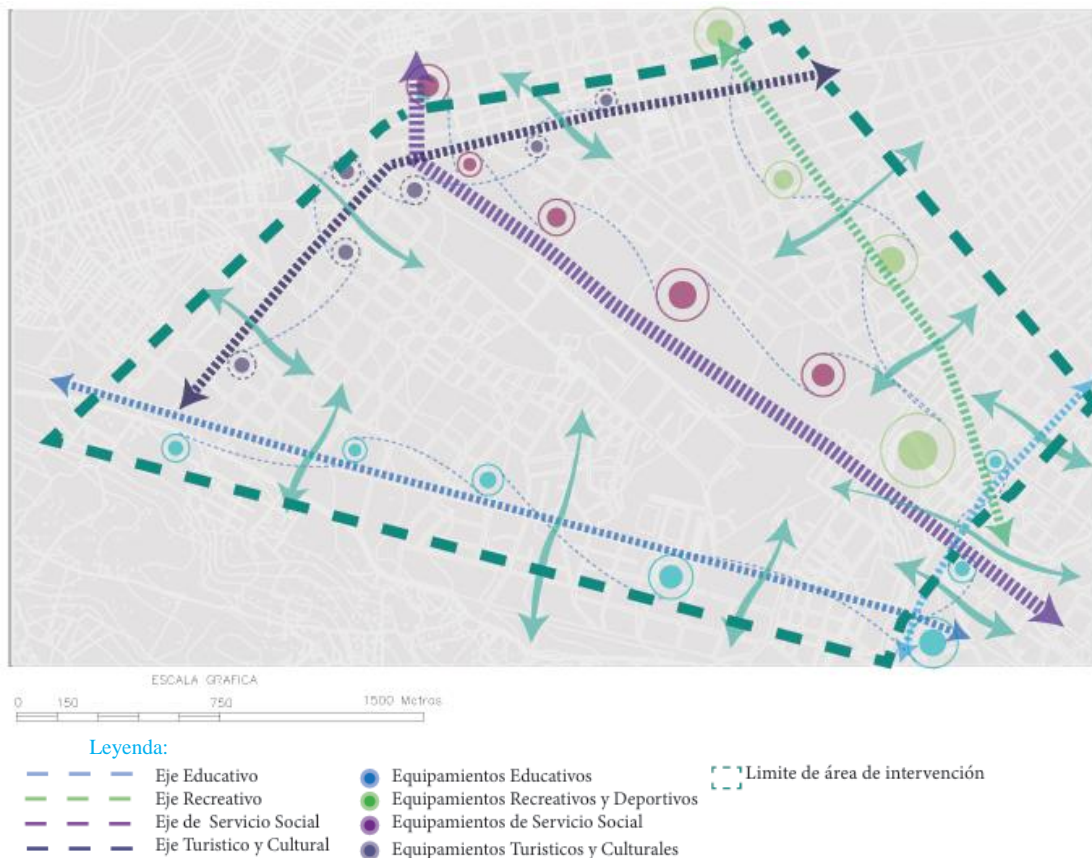 ESCALA GRAFICA
0 150 750 1500 Metras
Leyenda:
Eje Educativo
Eje Recreativo
Eje de Servicio Social
Eje Turistico y Cultural
Equipamientos Educativos
Equipamientos Recreativos y Deportivos
Equipamientos de Servicio Social
Equipamientos Turisticos y Culturales
Limite de área de intervención